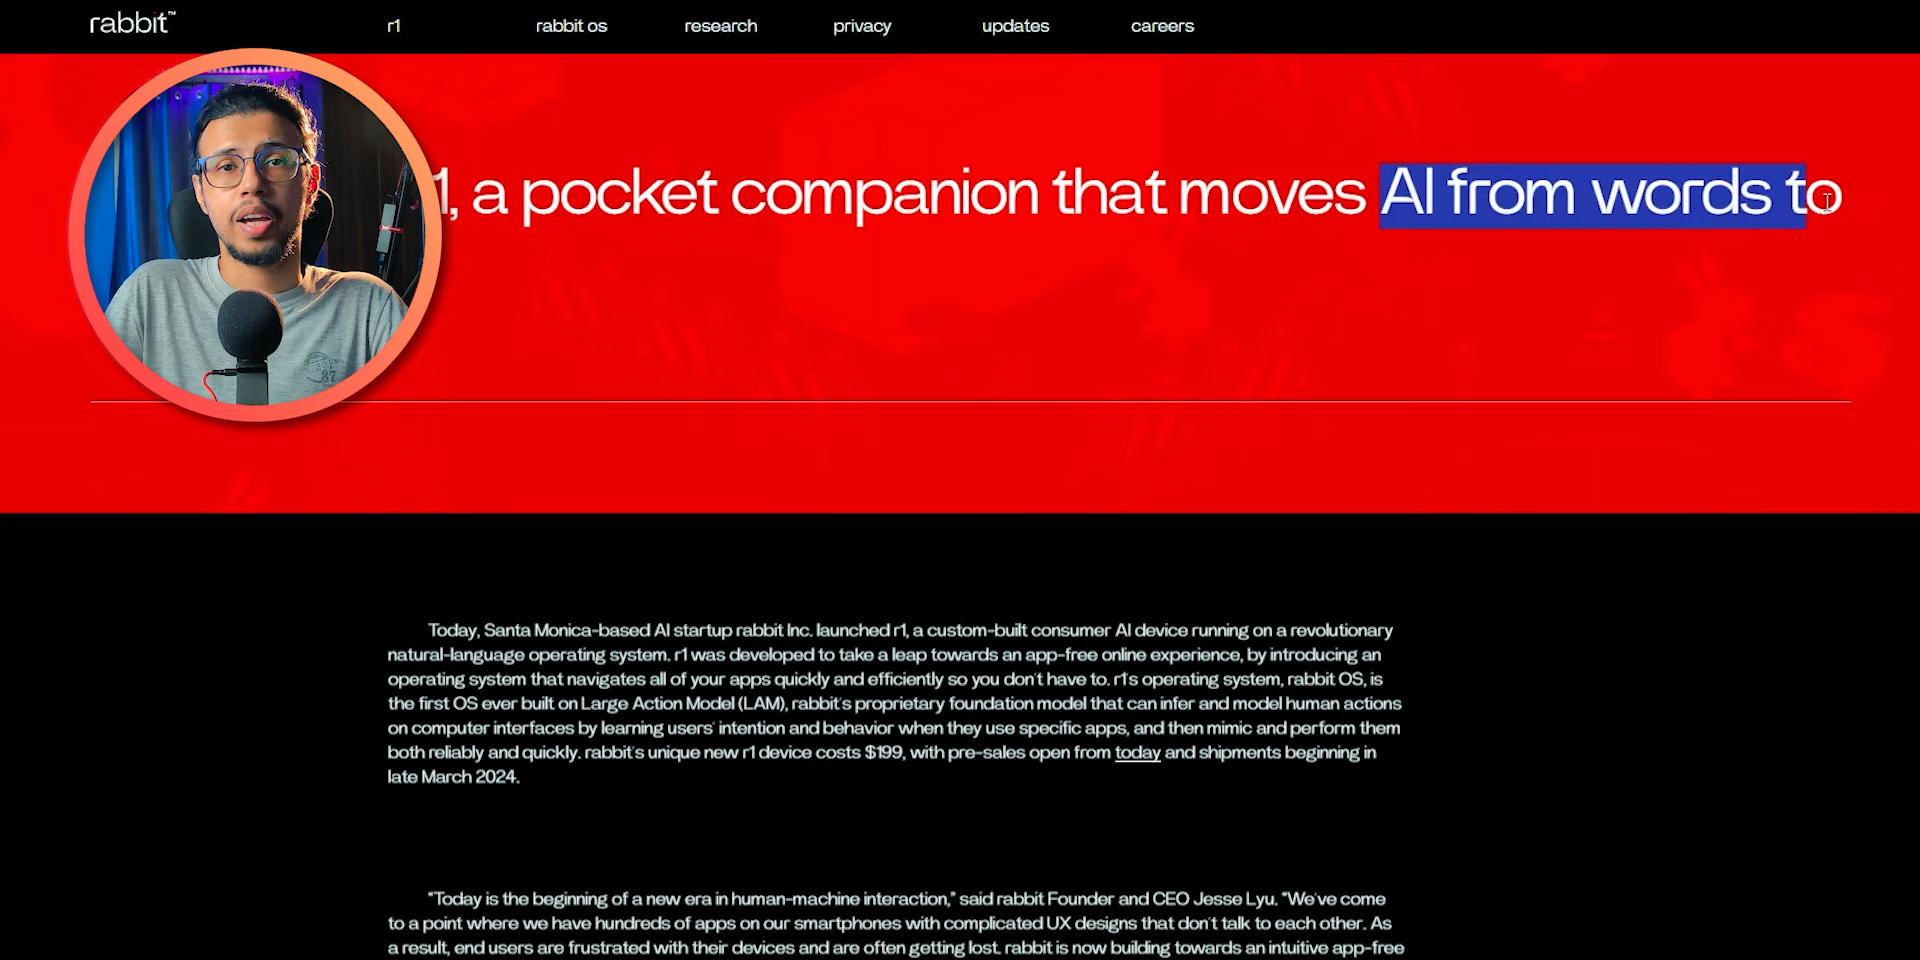 rabbit™ r1 rabbit os research privacy updates careers
1, a pocket companion that moves AI from words to
87
Today, Santa Monica-based AI startup rabbit Inc. launched r1, a custom-built consumer AI device running on a revolutionary
natural-language operating system. r1 was developed to take a leap towards an app-free online experience, by introducing an
operating system that navigates all of your apps quickly and efficiently so you don't have to. r1's operating system, rabbit OS, is
the first OS ever built on Large Action Model (LAM), rabbit's proprietary foundation model that can infer and model human actions
on computer interfaces by learning users' intention and behavior when they use specific apps, and then mimic and perform them
both reliably and quickly. rabbit's unique new r1 device costs $199, with pre-sales open from today and shipments beginning in
late March 2024.
"Today is the beginning of a new era in human-machine interaction," said rabbit Founder and CEO Jesse Lyu. "We've come
to a point where we have hundreds of apps on our smartphones with complicated UX designs that don't talk to each other. As
a result, end users are frustrated with their devices and are often getting lost. rabbit is now building towards an intuitive app-free